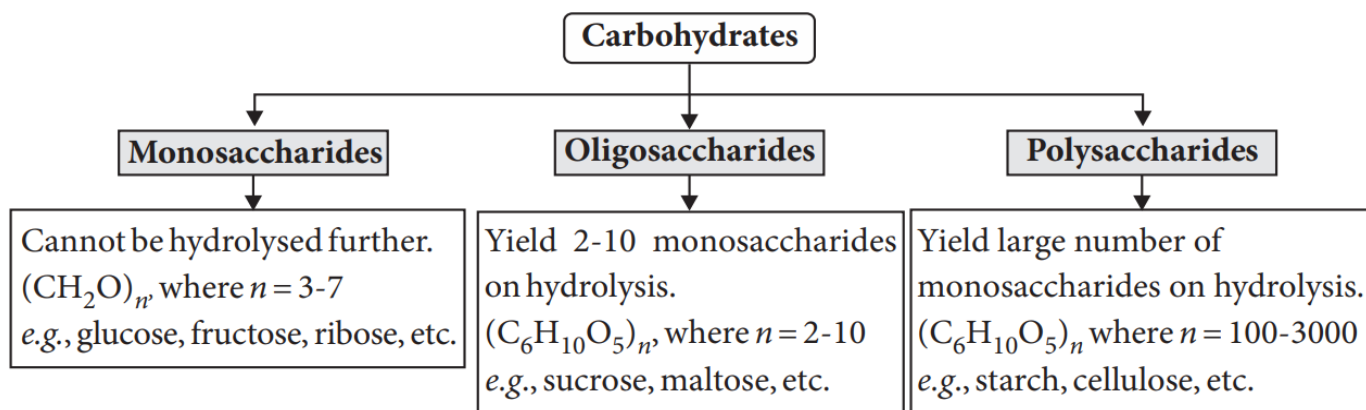 Carbohydrates
Monosaccharides
Oligosaccharides
Polysaccharides
Cannot be hydrolysed further.
(CH₂O)ₙ, where n = 3-7
e.g., glucose, fructose, ribose, etc.
Yield 2-10 monosaccharides
on hydrolysis.
(C₆H₁₀O₅)ₙ, where n = 2-10
e.g., sucrose, maltose, etc.
Yield large number of
monosaccharides on hydrolysis.
(C₆H₁₀O₅)ₙ where n = 100-3000
e.g., starch, cellulose, etc.